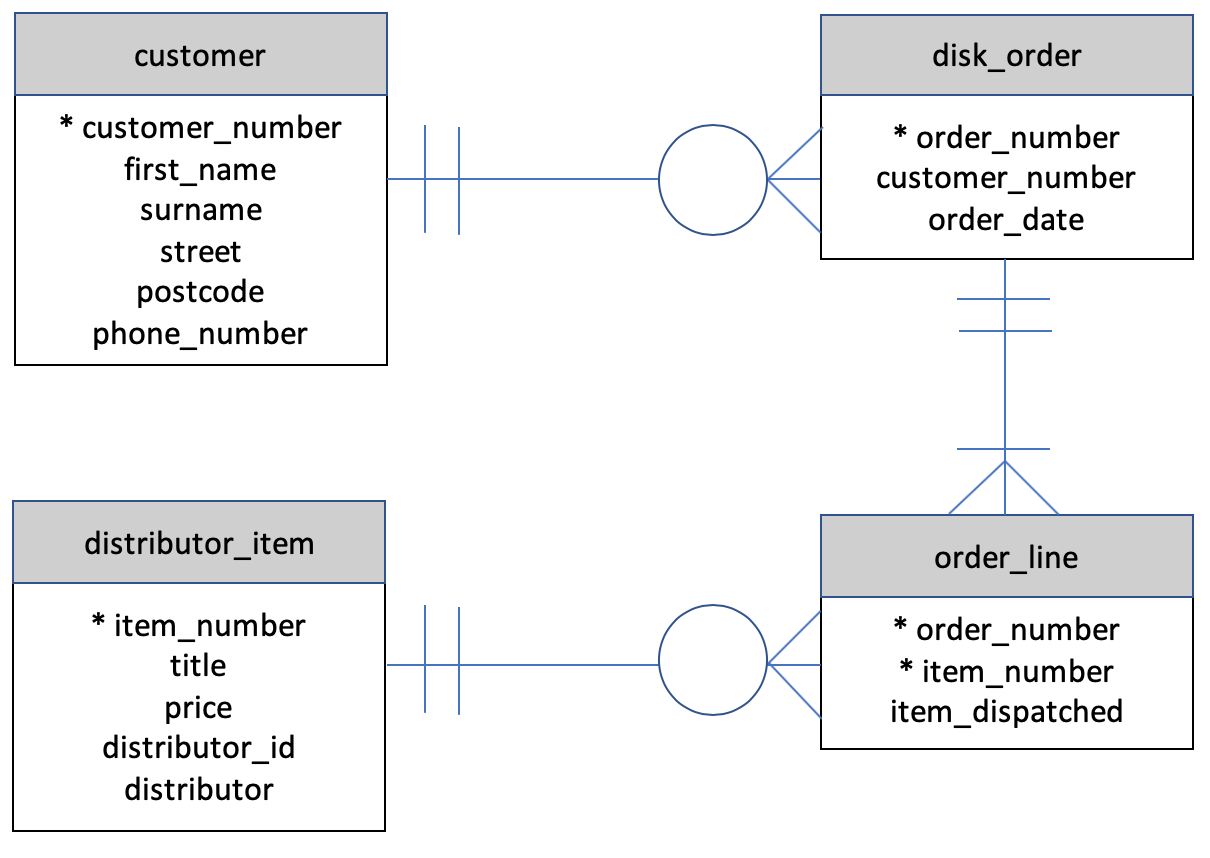 customer
* customer_number
first_name
surname
street
postcode
phone_number
disk_order
* order_number
customer_number
order_date
distributor_item
* item_number
title
price
distributor_id
distributor
order_line
* order_number
* item_number
item_dispatched